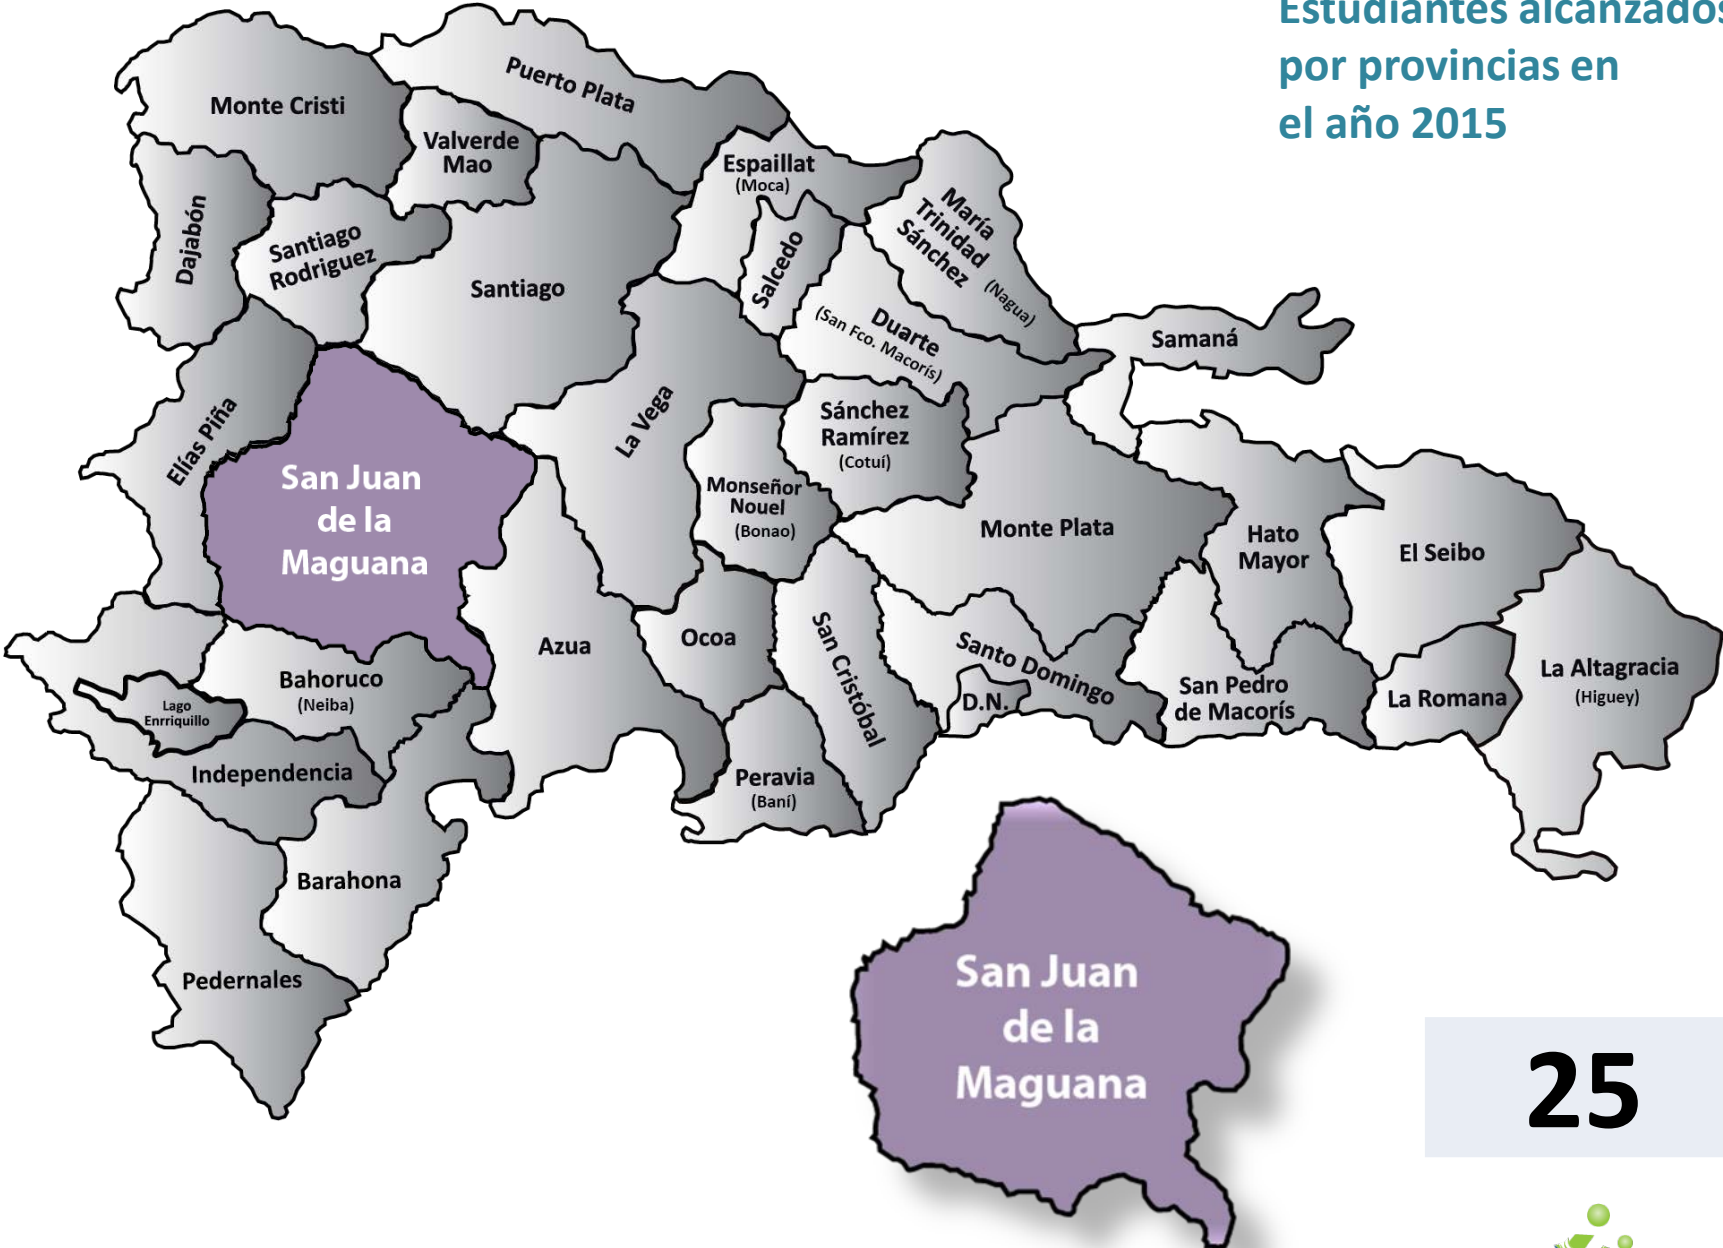 Estudiantes alcanzados
por provincias en
el año 2015
Monte Cristi
Puerto Plata
Valverde
Mao
Espaillat
(Moca)
María
Trinidad
Sánchez
(Nagua)
Dajabón
Santiago
Rodriguez
Santiago
Salcedo
Duarte
(San Fco. Macorís)
Samaná
Elías Piña
La Vega
Sánchez
Ramírez
(Cotuí)
San Juan
de la
Maguana
Monseñor
Nouel
(Bonao)
Monte Plata
Hato
Mayor
El Seibo
Azua
Ocoa
San Cristóbal
Santo Domingo
D.N.
San Pedro
de Macorís
La Romana
La Altagracia
(Higuey)
Bahoruco
(Neiba)
Lago
Enrriquillo
Independencia
Peravia
(Baní)
Barahona
Pedernales
San Juan
de la
Maguana
25